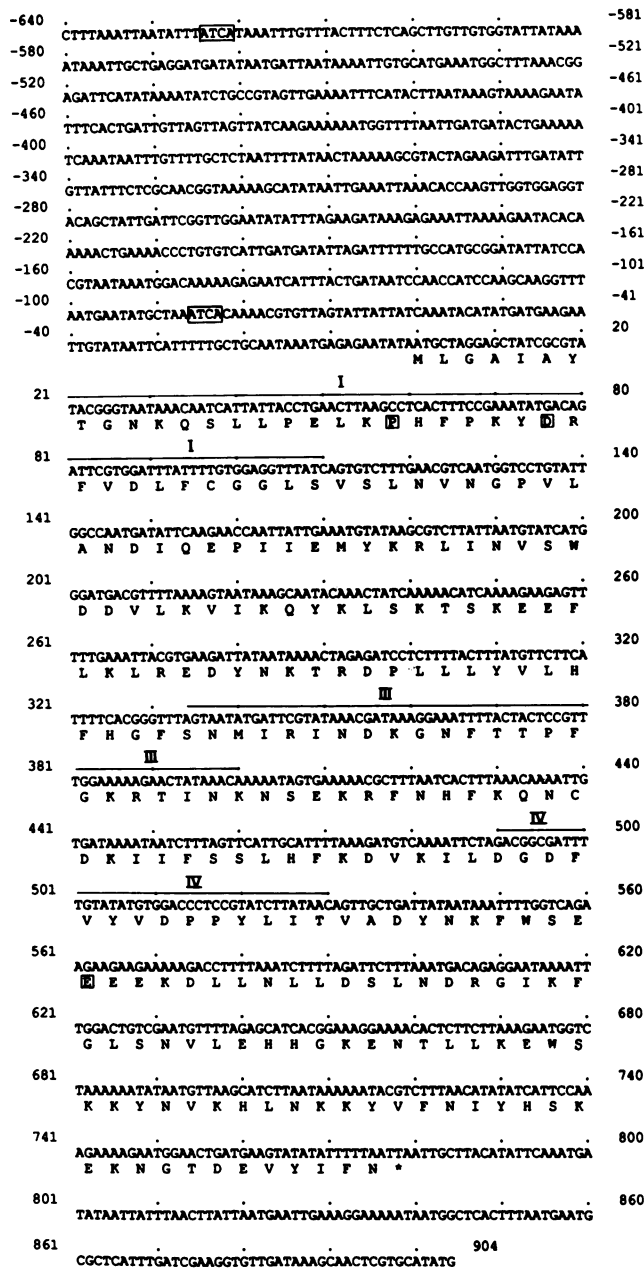 -640 CTTTAAATTAATATTTATCATAAATTTGTTTACTTTCTCAGCTTGTTGTGGTATTATAAA -581
-580 ATAAATTGCTGAGGATGATATAATGATTAATAAAATTGTGCATGAAATGGCTTTAAACGG -521
-520 AGATTCATATAAAATATCTGCCGTAGTTGAAAATTTCATACTTAATAAAGTAAAAGAATA -461
-460 TTTCACTGATTGTTAGTTAGTTATCAAGAAAAAATGGTTTTAATTGATGATACTGAAAAA -401
-400 TCAAATAATTTGTTTTGCTCTAATTTTATAACTAAAAAGCGTACTAGAAGATTTGATATT -341
-340 GTTATTTCTCGCAACGGTAAAAAGCATATAATTGAAATTAAACACCAAGTTGGTGGAGGT -281
-280 ACAGCTATTGATTCGGTTGGAATATATTTAGAAGATAAAGAGAAATTAAAAGAATACACA -221
-220 AAAACTGAAAACCCTGTGTCATTGATGATATTAGATTTTTTGCCATGCGGATATTATCCA -101
-160 CGTAATAAATGGACAAAAAGAGAATCATTTACTGATAATCCAACCATCCAAGCAAGGTTT -101
-100 AATGAATATGCTAAATCACAAAACGTGTTAGTATTATTATCAAATACATATGATGAAGAA -41
-40 TTGTATAATTCATTTTTGCTGCAATAAATGAGAGAATATAATGCTAGGAGCTATCGCGTA 20
M L G A I A Y
I
21 TACGGGTAATAAACAATCATTATTACCTGAACTTAAGCCTCACTTTCCGAAATATGACAG 80
T G N K Q S L L P E L K P H F P K Y D R
I
81 ATTCGTGGATTTATTTTGTGGAGGTTTATCAGTGTCTTTGAACGTCAATGGTCCTGTATT 140
F V D L F C G G L S V S L N V N G P V L
141 GGCCAATGATATTCAAGAACCAATTATTGAAATGTATAAGCGTCTTATTAATGTATCATG 200
A N D I Q E P I I E M Y K R L I N V S W
201 GGATGACGTTTTAAAAGTAATAAAGCAATACAAACTATCAAAAACATCAAAAGAAGAGTT 260
D D V L K V I K Q Y K L S K T S K E E F
261 TTTGAAATTACGTGAAGATTATAATAAAACTAGAGATCCTCTTTTACTTTATGTTCTTCA 320
L K L R E D Y N K T R D P L L L Y V L H
III
321 TTTTCACGGGTTTAGTAATATGATTCGTATAAACGATAAAGGAAATTTTACTACTCCGTT 380
F H G F S N M I R I N D K G N F T T P F
III
381 TGGAAAAAGAACTATAAACAAAAATAGTGAAAAACGCTTTAATCACTTTAAACAAAATTG 440
G K R T I N K N S E K R F N H F K Q N C
IV
441 TGATAAAATAATCTTTAGTTCATTGCATTTTAAAGATGTCAAAATTCTAGACGGCGATTT 500
D K I I F S S L H F K D V K I L D G D F
IV
501 TGTATATGTGGACCCTCCGTATCTTATAACAGTTGCTGATTATAATAAATTTTGGTCAGA 560
V Y V D P P Y L I T V A D Y N K F W S E
561 AGAAGAAGAAAAAGACCTTTTAAATCTTTTAGATTCTTTAAATGACAGAGGAATAAAATT 620
E E E K D L L N L L D S L N D R G I K F
621 TGGACTGTCGAATGTTTTAGAGCATCACGGAAAGGAAAACACTCTTCTTAAAGAATGGTC 680
G L S N V L E H H G K E N T L L K E W S
681 TAAAAAATATAATGTTAAGCATCTTAATAAAAAATACGTCTTTAACATATATCATTCCAA 740
K K Y N V K H L N K K Y V F N I Y H S K
741 AGAAAAGAATGGAACTGATGAAGTATATATTTTTAATTAATTGCTTACATATTCAAATGA 800
E K N G T D E V Y I F N *
801 TATAATTATTTAACTTATTAATGAATTGAAAGGAAAAATAATGGCTCACTTTAATGAATG 860
861 CGCTCATTTGATCGAAGGTGTTGATAAAGCAACTCGTGCATATG 904